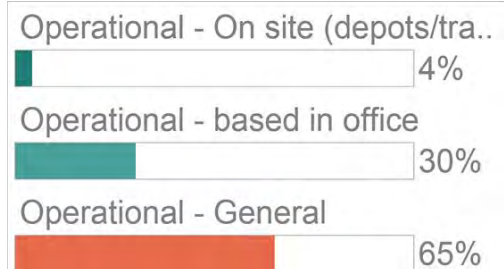 Operational - On site (depots/tra..
4%
Operational - based in office
30%
Operational - General
65%